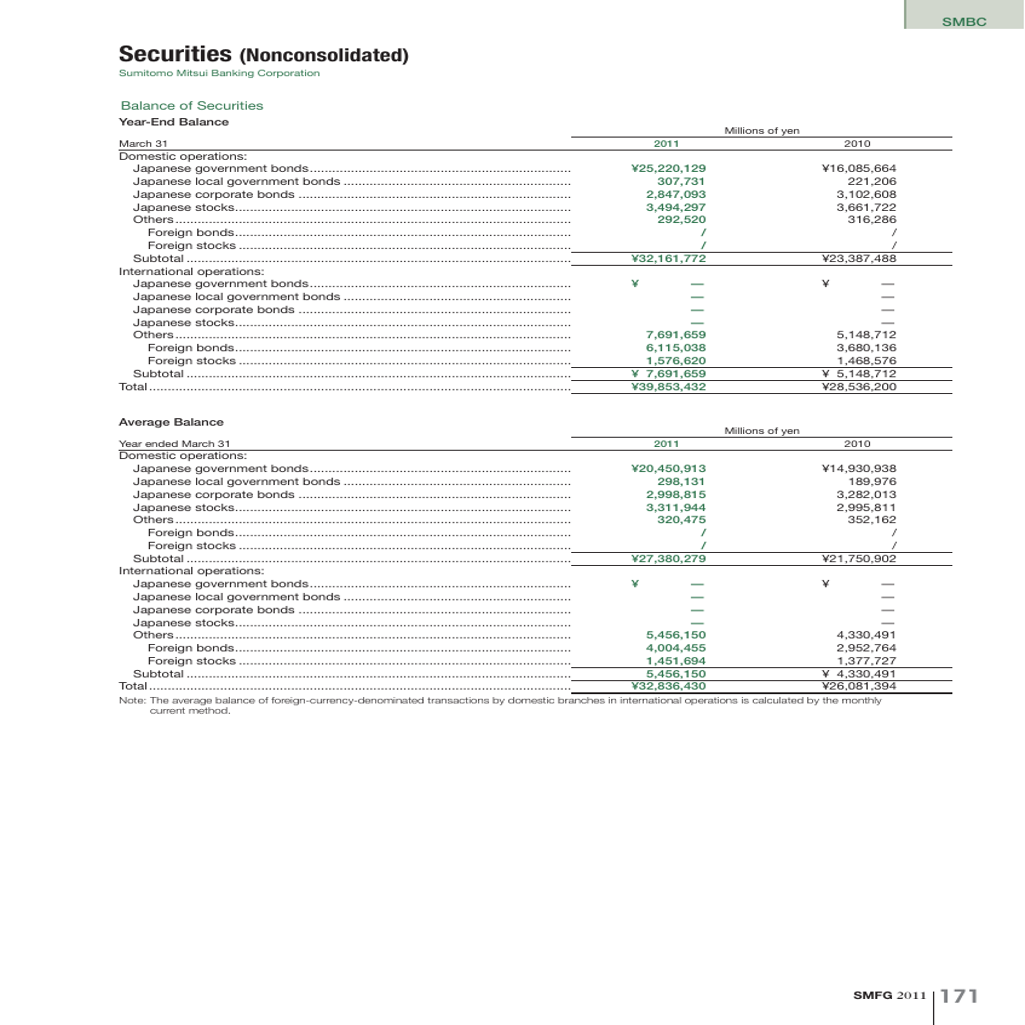 SMBC
Securities (Nonconsolidated)
Sumitomo Mitsui Banking Corporation
Balance of Securities
Year-End Balance
Millions of yen
March 31 2011 2010
Domestic operations:
Japanese government bonds ¥25,220,129 ¥16,085,664
Japanese local government bonds 307,731 221,206
Japanese corporate bonds 2,847,093 3,102,608
Japanese stocks 3,494,297 3,661,722
Others 292,520 316,286
Foreign bonds / /
Foreign stocks / /
Subtotal ¥32,161,772 ¥23,387,488
International operations:
Japanese government bonds ¥ — ¥ —
Japanese local government bonds — —
Japanese corporate bonds — —
Japanese stocks — —
Others 7,691,659 5,148,712
Foreign bonds 6,115,038 3,680,136
Foreign stocks 1,576,620 1,468,576
Subtotal ¥ 7,691,659 ¥ 5,148,712
Total ¥39,853,432 ¥28,536,200
Average Balance
Millions of yen
Year ended March 31 2011 2010
Domestic operations:
Japanese government bonds ¥20,450,913 ¥14,930,938
Japanese local government bonds 298,131 189,976
Japanese corporate bonds 2,998,815 3,282,013
Japanese stocks 3,311,944 2,995,811
Others 320,475 352,162
Foreign bonds / /
Foreign stocks / /
Subtotal ¥27,380,279 ¥21,750,902
International operations:
Japanese government bonds ¥ — ¥ —
Japanese local government bonds — —
Japanese corporate bonds — —
Japanese stocks — —
Others 5,456,150 4,330,491
Foreign bonds 4,004,455 2,952,764
Foreign stocks 1,451,694 1,377,727
Subtotal 5,456,150 ¥ 4,330,491
Total ¥32,836,430 ¥26,081,394
Note: The average balance of foreign-currency-denominated transactions by domestic branches in international operations is calculated by the monthly
current method.
SMFG 2011 171